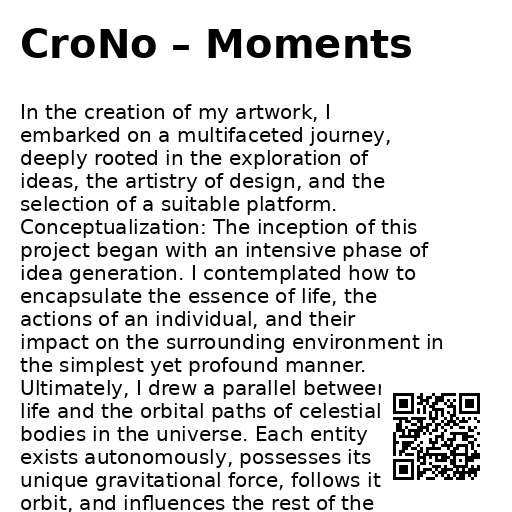 CroNo – Moments
In the creation of my artwork, I
embarked on a multifaceted journey,
deeply rooted in the exploration of
ideas, the artistry of design, and the
selection of a suitable platform.
Conceptualization: The inception of this
project began with an intensive phase of
idea generation. I contemplated how to
encapsulate the essence of life, the
actions of an individual, and their
impact on the surrounding environment in
the simplest yet profound manner.
Ultimately, I drew a parallel between
life and the orbital paths of celestial
bodies in the universe. Each entity
exists autonomously, possesses its
unique gravitational force, follows it
orbit, and influences the rest of the